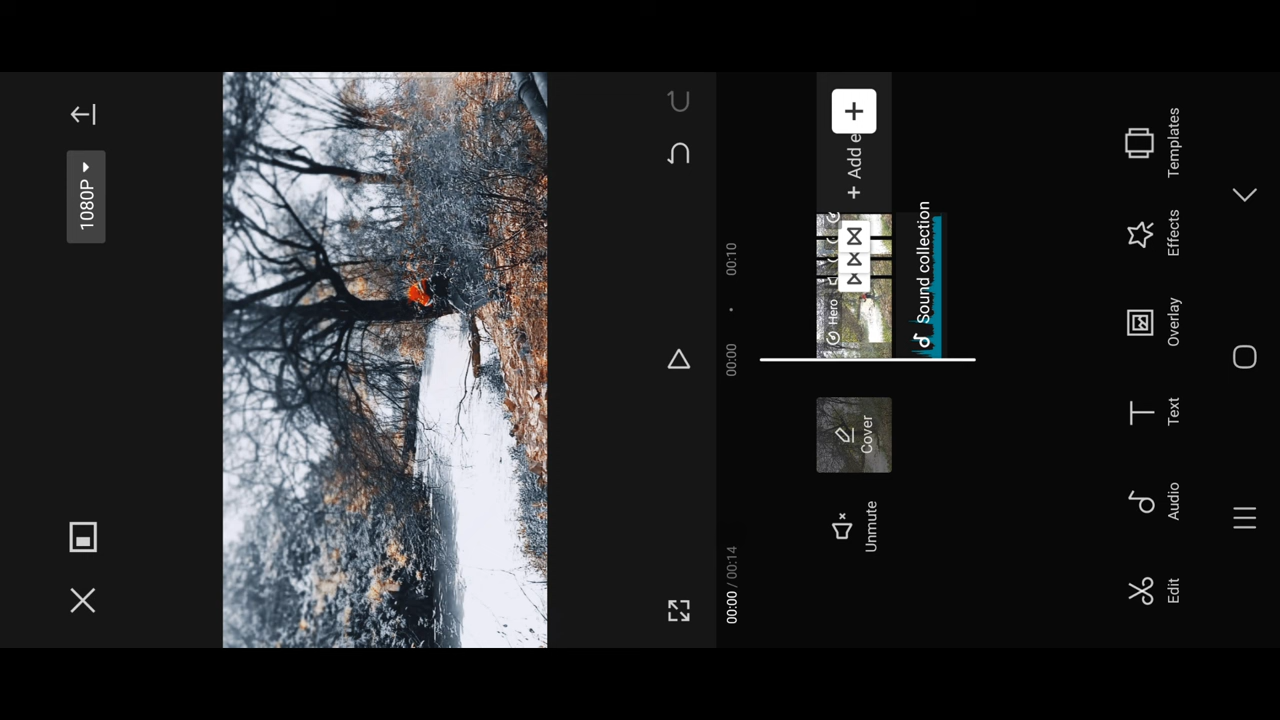 1080P
00:00 / 00:14
00:00
00:10
Unmute
Cover
Hero
+ Add e
Sound collection
Edit
Audio
Text
Overlay
Effects
Templates